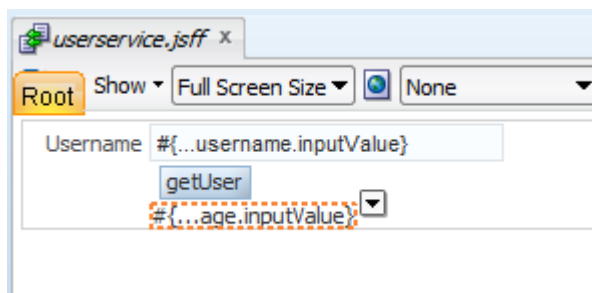 userservice.jsff x
Root Show Full Screen Size None
Username #{...username.inputValue}
getUser
#{...age.inputValue}